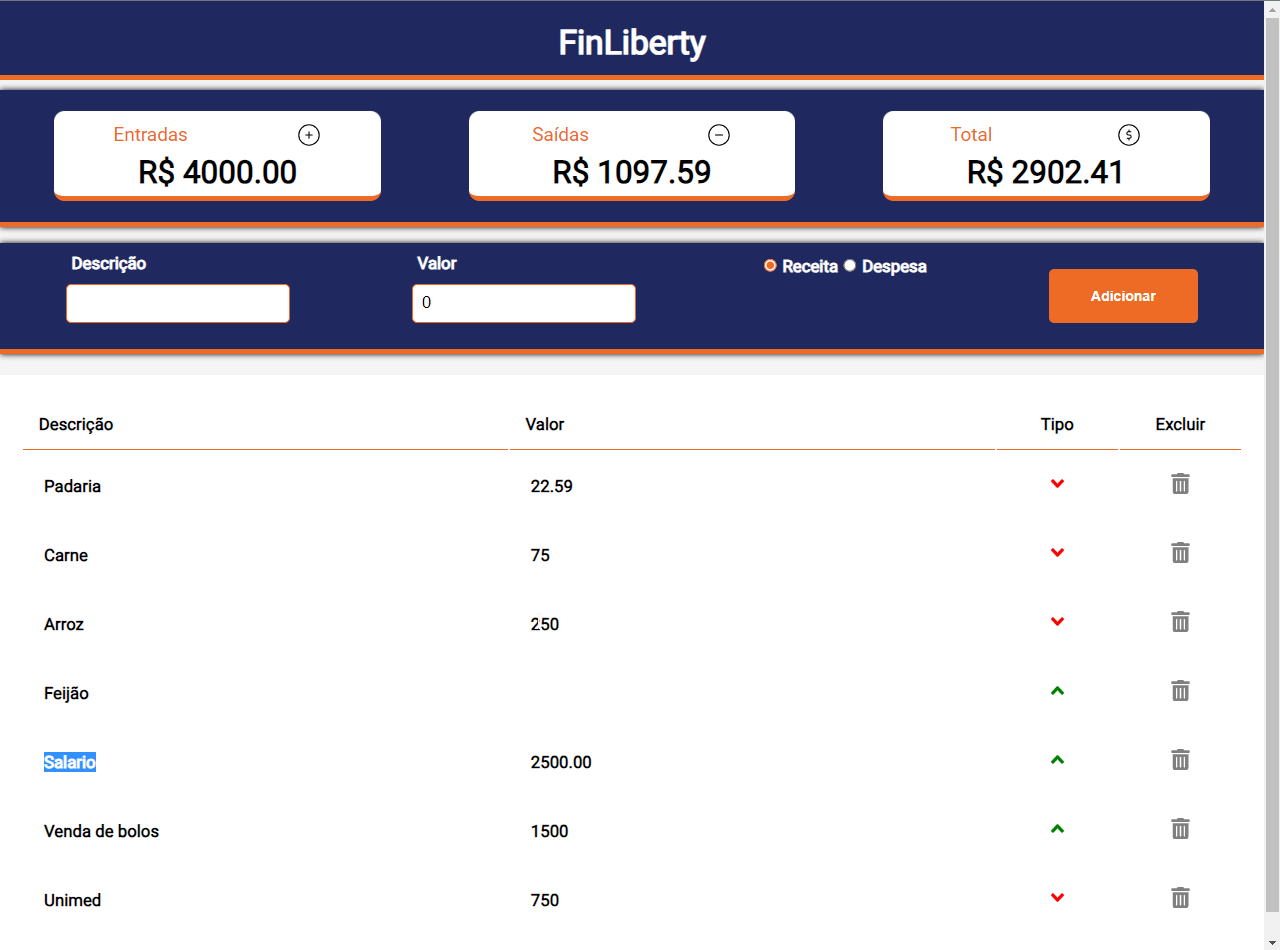 FinLiberty
Entradas
R$ 4000.00
Saídas
R$ 1097.59
Total $
R$ 2902.41
Descrição Valor Receita Despesa
0
Adicionar
Descrição Valor Tipo Excluir
Padaria 22.59
Carne 75
Arroz 250
Feijão
Salario 2500.00
Venda de bolos 1500
Unimed 750